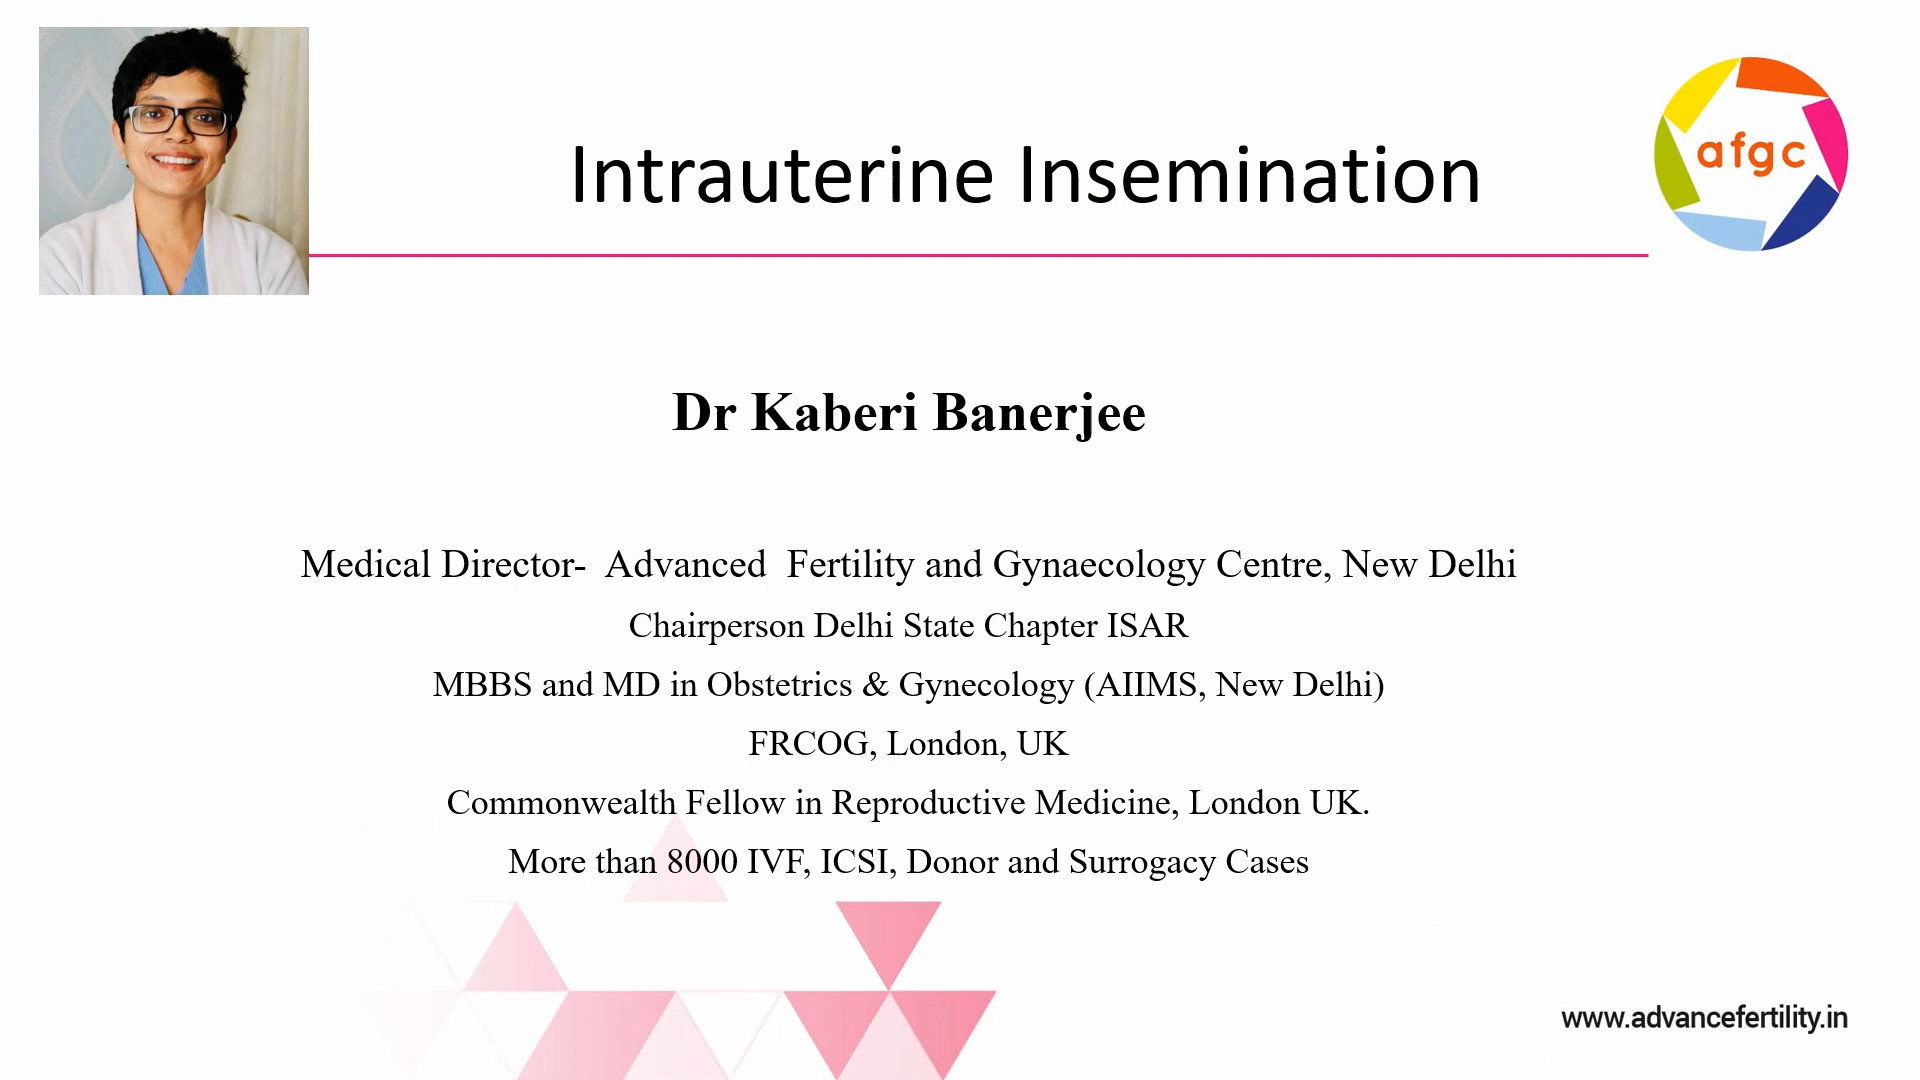 Intrauterine Insemination
afgc
Dr Kaberi Banerjee
Medical Director-  Advanced  Fertility and Gynaecology Centre, New Delhi
Chairperson Delhi State Chapter ISAR
MBBS and MD in Obstetrics & Gynecology (AIIMS, New Delhi)
FRCOG, London, UK
Commonwealth Fellow in Reproductive Medicine, London UK.
More than 8000 IVF, ICSI, Donor and Surrogacy Cases
www.advancefertility.in